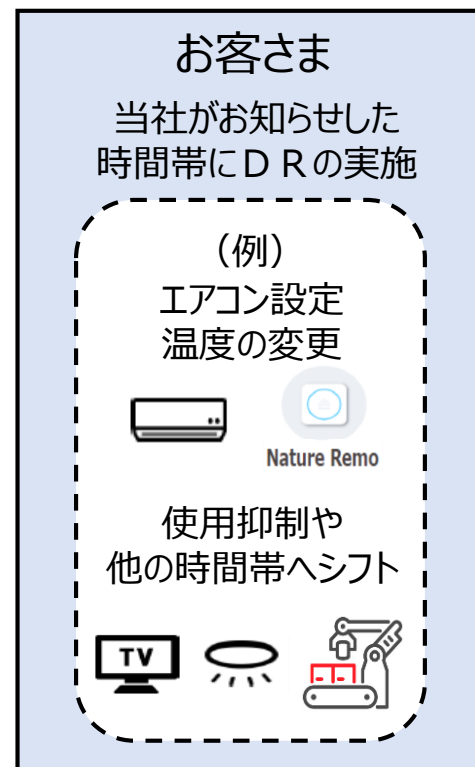 お客さま
当社がお知らせした
時間帯にＤＲの実施
（例）
エアコン設定
温度の変更
Nature Remo
使用抑制や
他の時間帯へシフト
TV